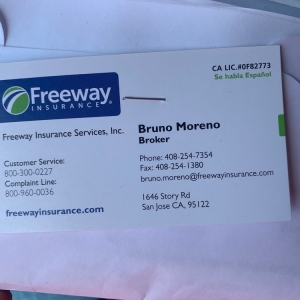 Freeway
INSURANCE
CA LIC.#0F82773
Se habla Español
Freeway Insurance Services, Inc.
Bruno Moreno
Broker
Customer Service:
800-300-0227
Complaint Line:
800-960-0036
freewayinsurance.com
Phone: 408-254-7354
Fax: 408-254-1380
bruno.moreno@freewayinsurance.com
1646 Story Rd
San Jose CA, 95122